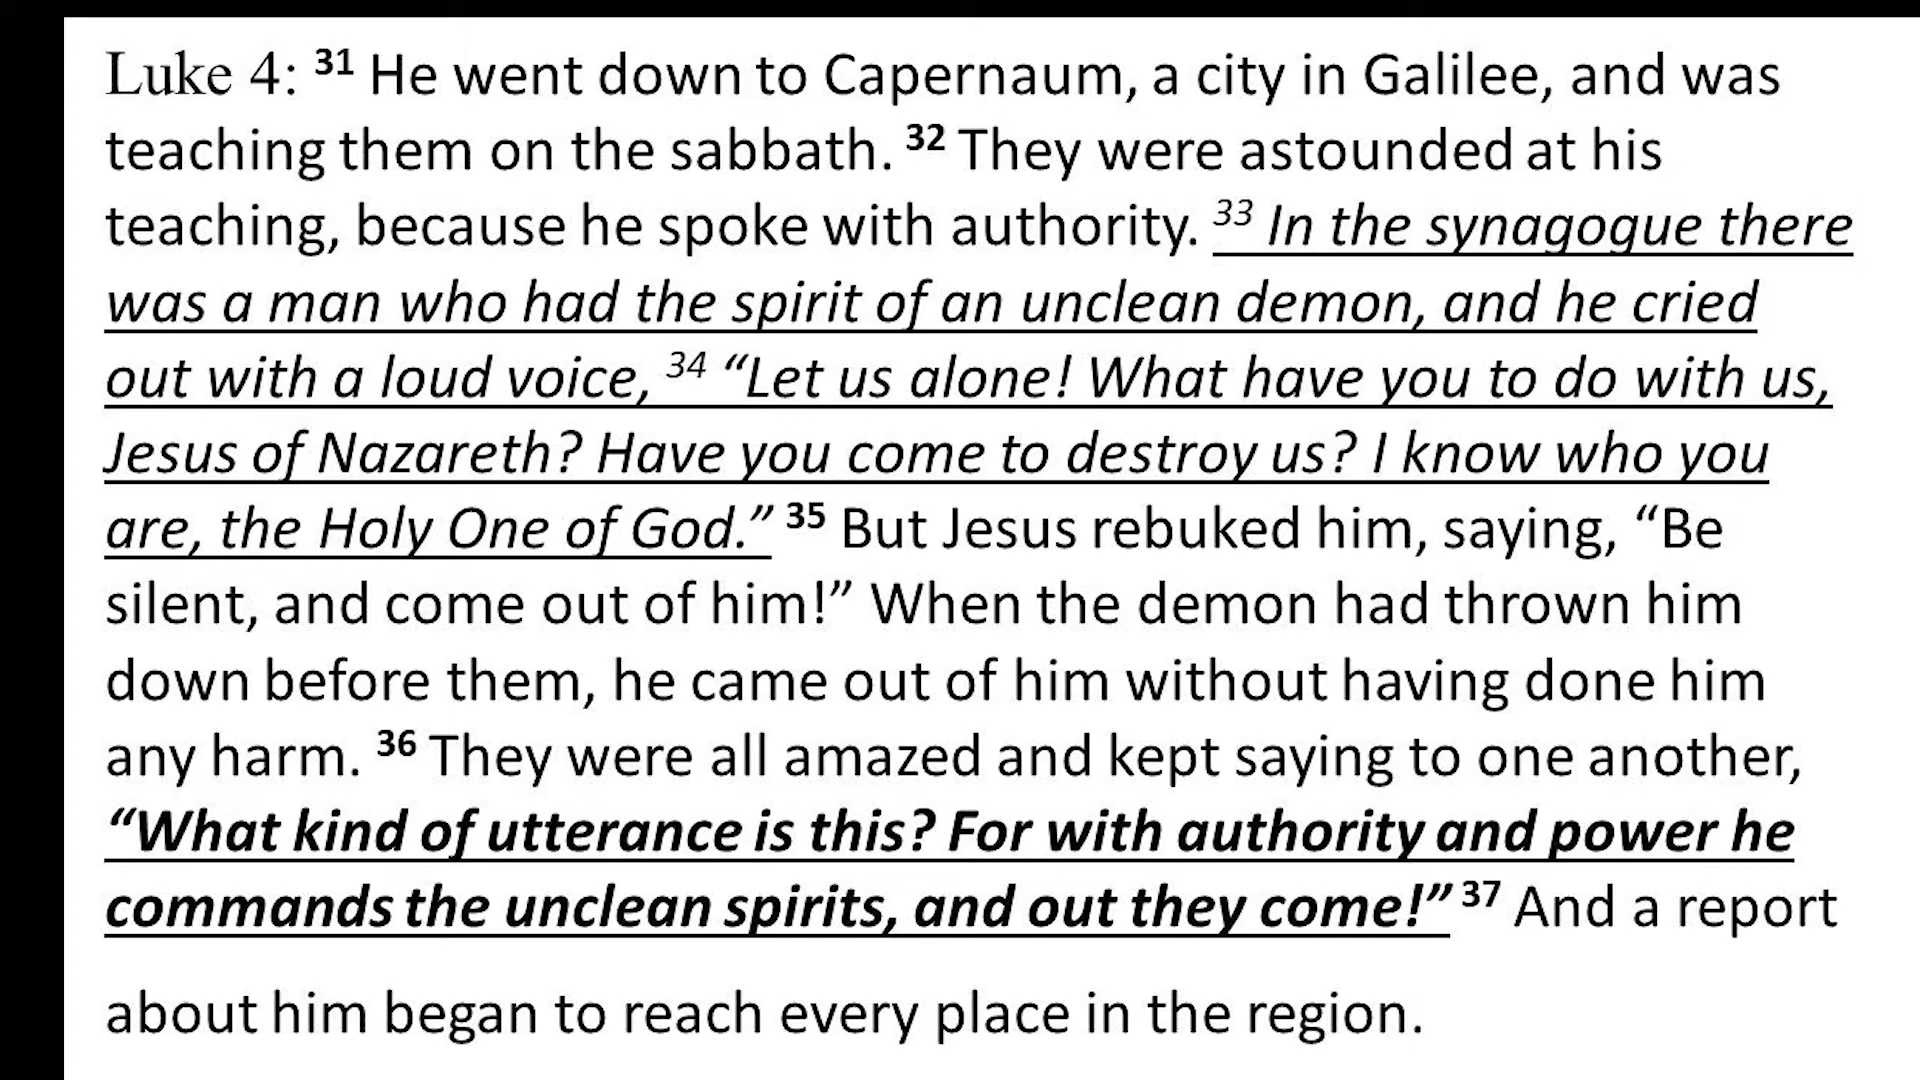 Luke 4: 31 He went down to Capernaum, a city in Galilee, and was
teaching them on the sabbath. 32 They were astounded at his
teaching, because he spoke with authority. 33 In the synagogue there
was a man who had the spirit of an unclean demon, and he cried
out with a loud voice, 34 “Let us alone! What have you to do with us,
Jesus of Nazareth? Have you come to destroy us? I know who you
are, the Holy One of God.” 35 But Jesus rebuked him, saying, “Be
silent, and come out of him!” When the demon had thrown him
down before them, he came out of him without having done him
any harm. 36 They were all amazed and kept saying to one another,
“What kind of utterance is this? For with authority and power he
commands the unclean spirits, and out they come!” 37 And a report
about him began to reach every place in the region.